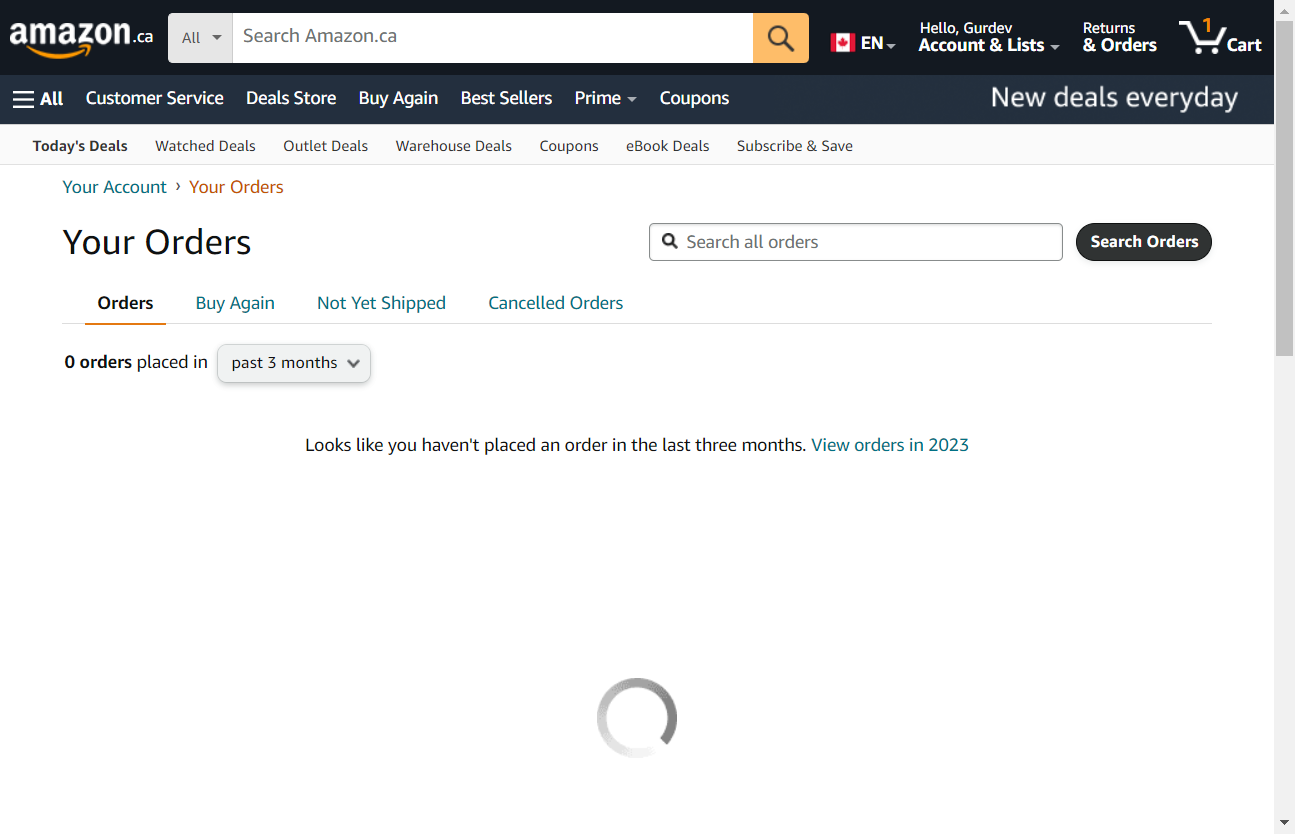 amazon.ca All Search Amazon.ca EN Hello, Gurdev Returns 1
Account & Lists & Orders Cart
All Customer Service Deals Store Buy Again Best Sellers Prime Coupons New deals everyday
Today's Deals Watched Deals Outlet Deals Warehouse Deals Coupons eBook Deals Subscribe & Save
Your Account › Your Orders
Your Orders Search all orders Search Orders
Orders Buy Again Not Yet Shipped Cancelled Orders
0 orders placed in past 3 months
Looks like you haven't placed an order in the last three months. View orders in 2023